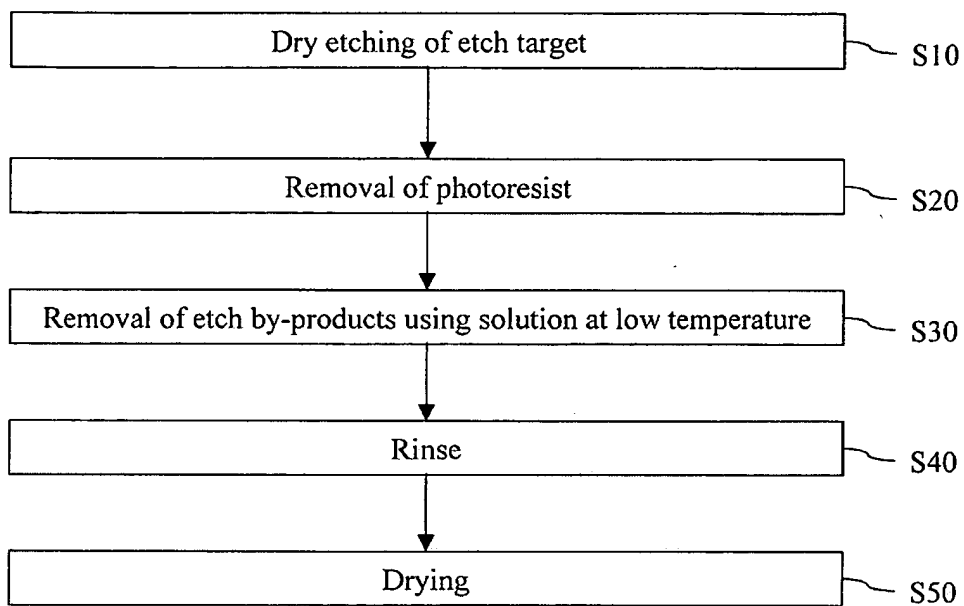 Dry etching of etch target
S10
Removal of photoresist
S20
Removal of etch by-products using solution at low temperature
S30
Rinse
S40
Drying
S50